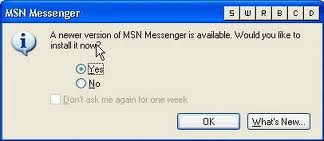 MSN Messenger
S W R B C D
A newer version of MSN Messenger is available. Would you like to
install it now?
Yes
No
Don't ask me again for one week
OK
What's New...